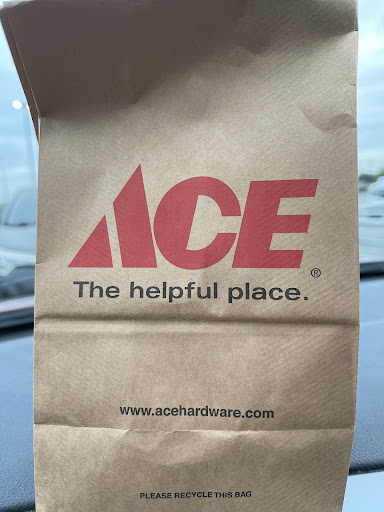 ACE®
The helpful place.
www.acehardware.com
PLEASE RECYCLE THIS BAG